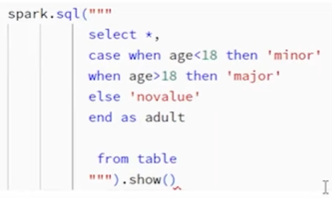 spark.sql("""
select *,
case when age<18 then 'minor'
when age>18 then 'major'
else 'novalue'
end as adult
from table
""").show()